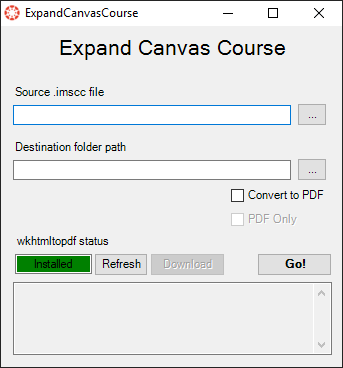 ExpandCanvasCourse
Expand Canvas Course
Source .imscc file
...
Destination folder path
...
Convert to PDF
PDF Only
wkhtmltopdf status
Installed Refresh Download Go!